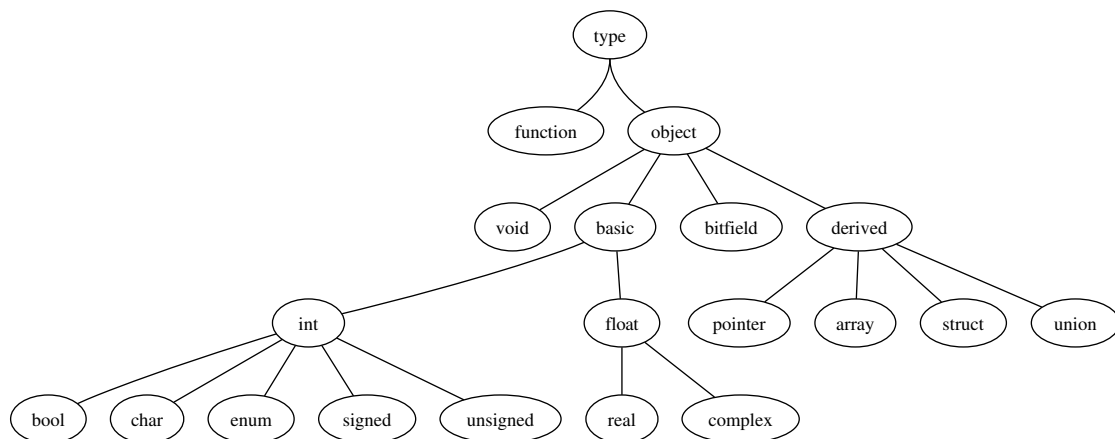 type
function object
void basic bitfield derived
int float pointer array struct union
bool char enum signed unsigned real complex